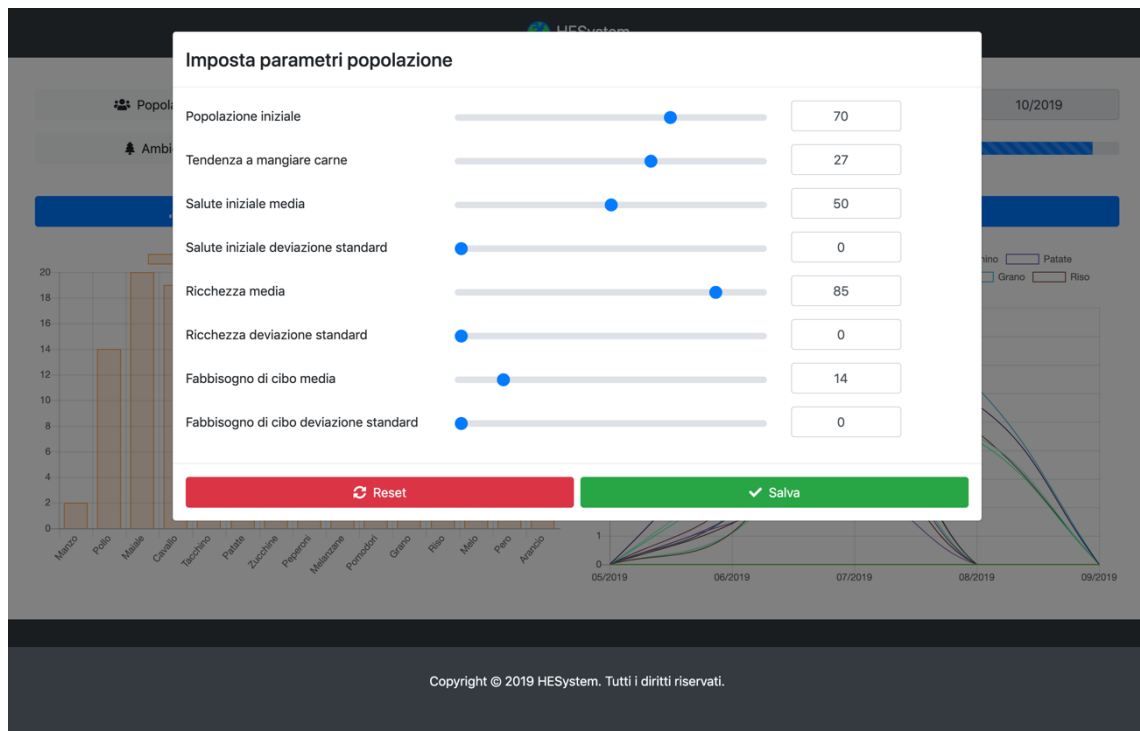 HESystem
Imposta parametri popolazione
10/2019
Popolazione iniziale 70
Tendenza a mangiare carne 27
Salute iniziale media 50
Salute iniziale deviazione standard 0
Ricchezza media 85
Ricchezza deviazione standard 0
Fabbisogno di cibo media 14
Fabbisogno di cibo deviazione standard 0
Reset Salva
Patate
Grano Riso
20
18
16
14
12
10
8
6
4
2
0
Manzo Pollo Maiale Cavallo Tacchino Patate Zucchine Peperoni Melanzane Pomodori Grano Riso Melo Pero Arancio
1
0
05/2019 06/2019 07/2019 08/2019 09/2019
Copyright © 2019 HESystem. Tutti i diritti riservati.